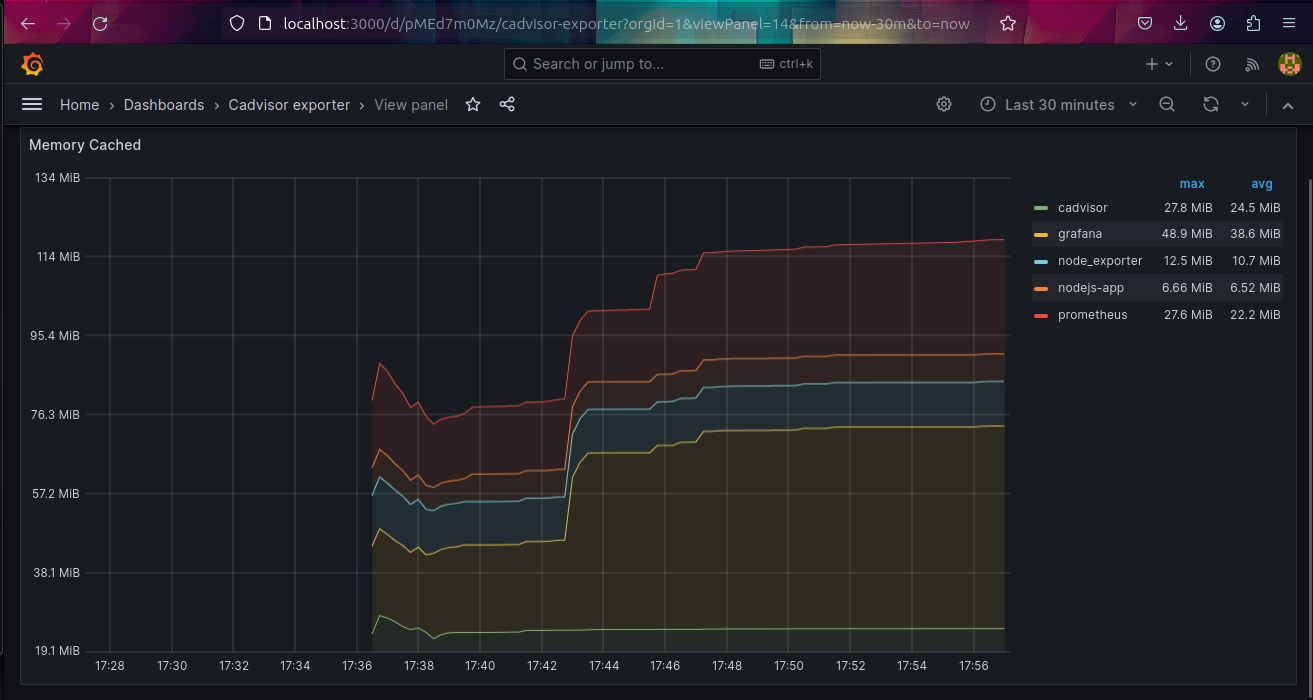 localhost:3000/d/pMEd7m0Mz/cadvisor-exporter?orgId=1&viewPanel=14&from=now-30m&to=now
Search or jump to... ctrl+k
Home › Dashboards › Cadvisor exporter › View panel Last 30 minutes
Memory Cached
134 MiB
114 MiB
95.4 MiB
76.3 MiB
57.2 MiB
38.1 MiB
19.1 MiB
17:28 17:30 17:32 17:34 17:36 17:38 17:40 17:42 17:44 17:46 17:48 17:50 17:52 17:54 17:56
max avg
cadvisor 27.8 MiB 24.5 MiB
grafana 48.9 MiB 38.6 MiB
node_exporter 12.5 MiB 10.7 MiB
nodejs-app 6.66 MiB 6.52 MiB
prometheus 27.6 MiB 22.2 MiB